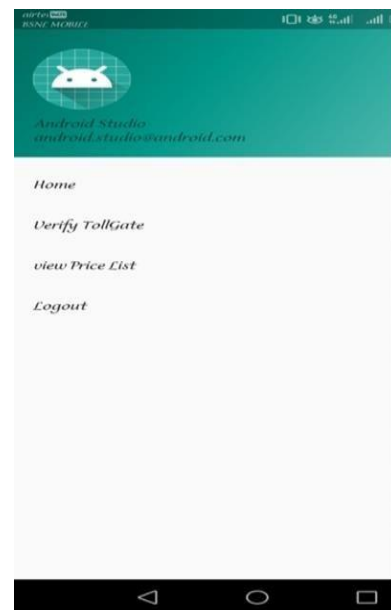 airtel
BSNL MOBILE
Android Studio
android.studio@android.com
Home
Verify TollGate
view Price List
Logout